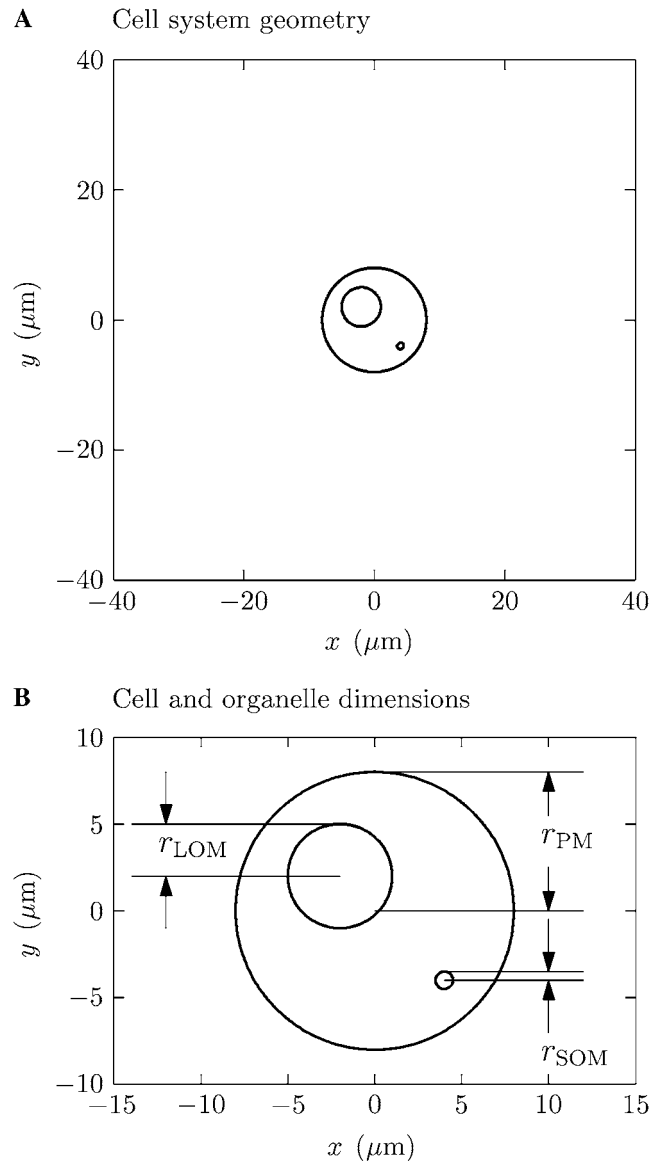 A Cell system geometry
40
20
0
−20
−40
y (μm)
−40 −20 0 20 40
x (μm)
B Cell and organelle dimensions
10
5
0
−5
−10
y (μm)
r_LOM
r_PM
r_SOM
−15 −10 −5 0 5 10 15
x (μm)